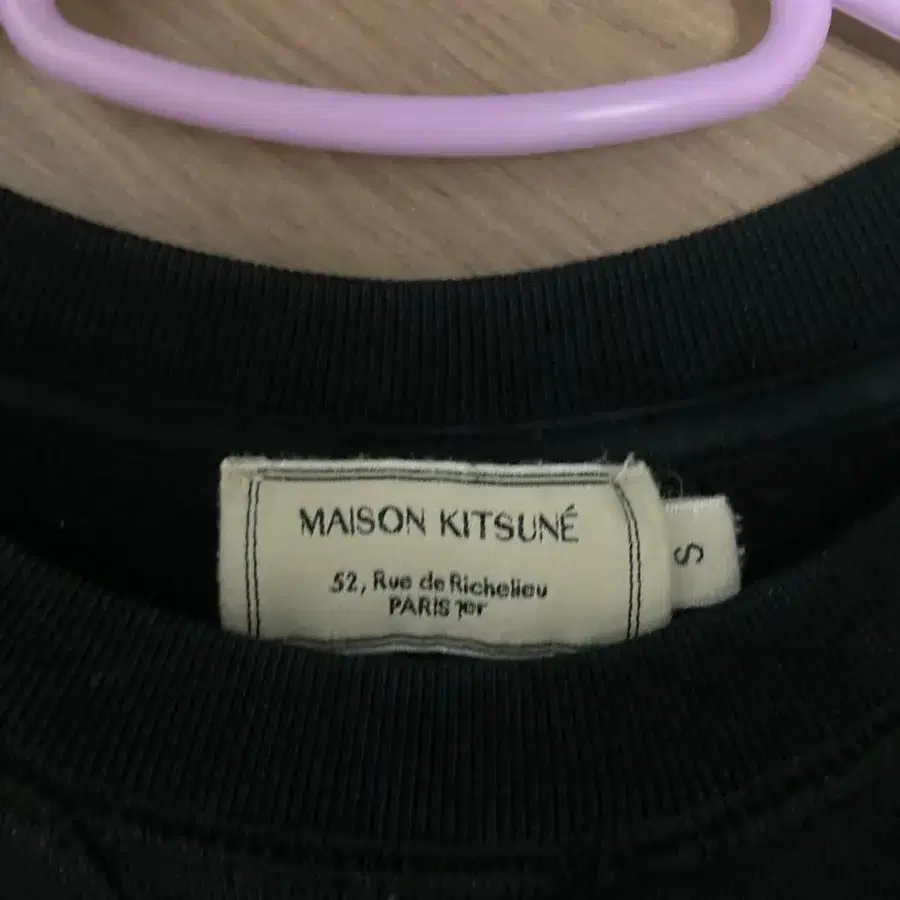 MAISON KITSUNÉ
52, Rue de Richelieu
PARIS 1er
S